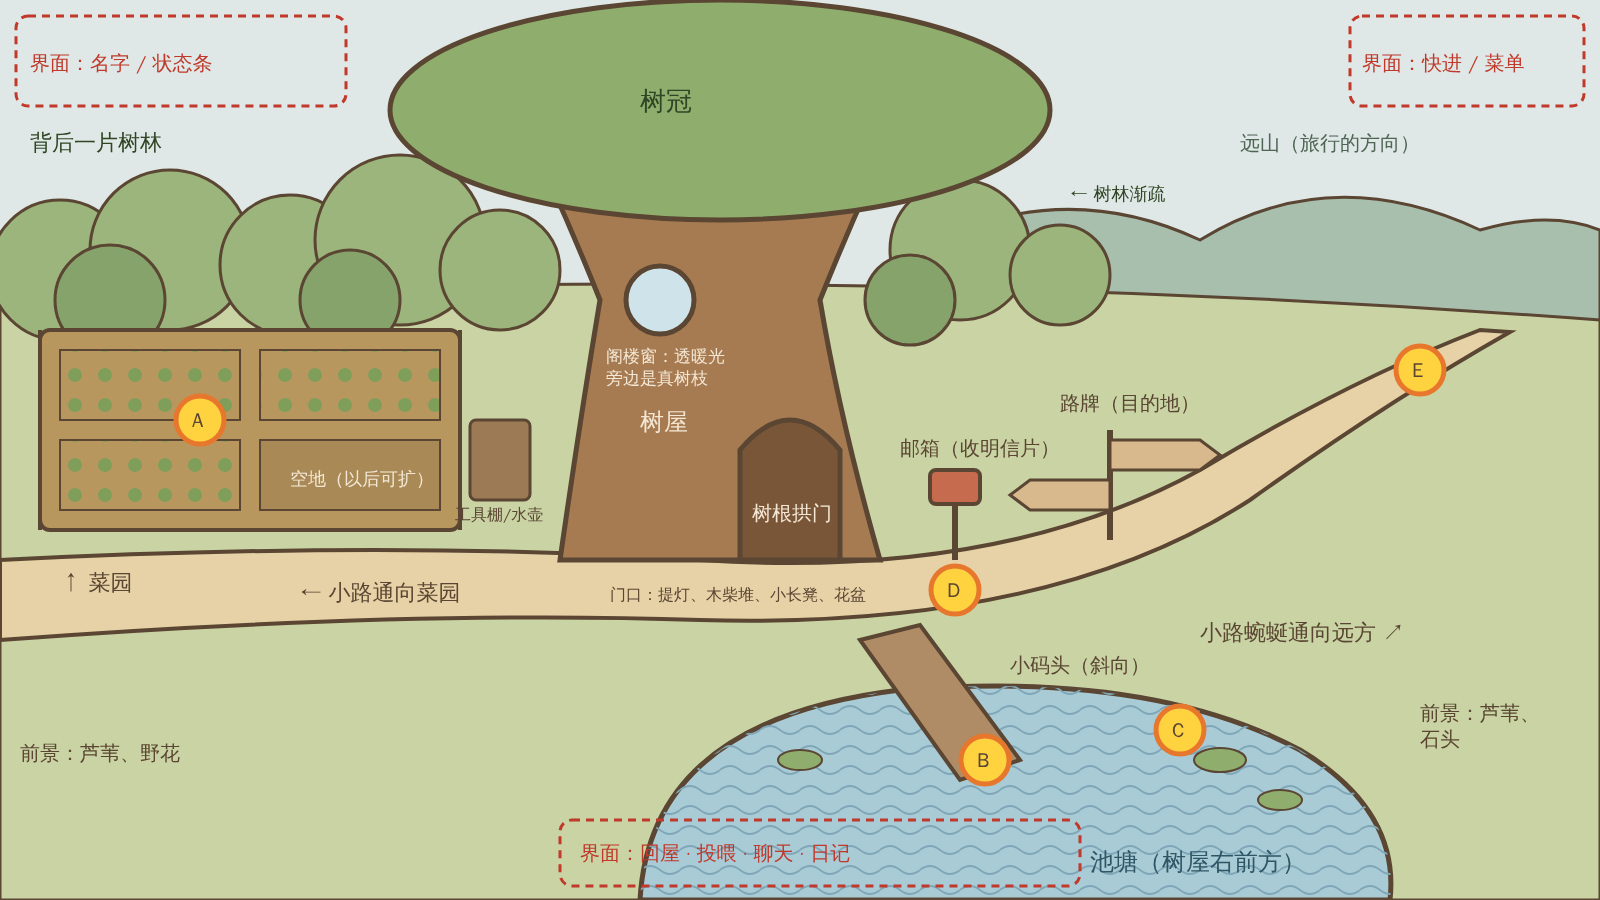 界面：名字 / 状态条
界面：快进 / 菜单
树冠
背后一片树林
远山（旅行的方向）
← 树林渐疏
阁楼窗：透暖光
旁边是真树枝
树屋
E
路牌（目的地）
A
邮箱（收明信片）
空地（以后可扩）
工具棚/水壶
树根拱门
↑ 菜园
← 小路通向菜园
门口：提灯、木柴堆、小长凳、花盆
D
小路蜿蜒通向远方 ↗
小码头（斜向）
前景：芦苇、
石头
C
前景：芦苇、野花
B
界面：回屋 · 投喂 · 聊天 · 日记
池塘（树屋右前方）